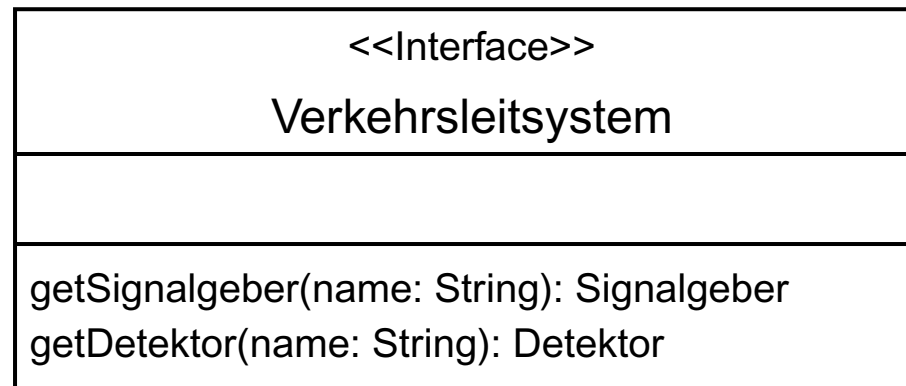 <<Interface>>
Verkehrsleitsystem
getSignalgeber(name: String): Signalgeber
getDetektor(name: String): Detektor